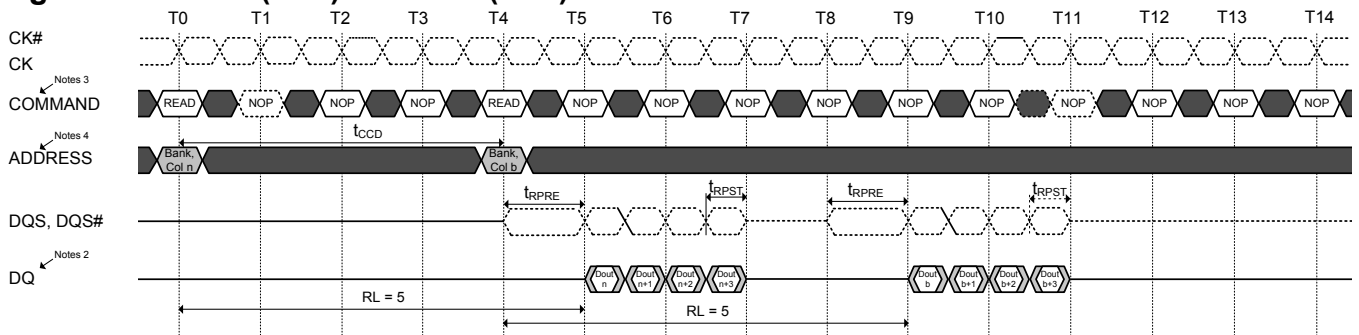 T0 T1 T2 T3 T4 T5 T6 T7 T8 T9 T10 T11 T12 T13 T14
CK#
CK
Notes 3
COMMAND READ NOP NOP NOP READ NOP NOP NOP NOP NOP NOP NOP NOP NOP NOP
tCCD
Notes 4
ADDRESS
Bank, Col n
Bank, Col b
tRPRE tRPST tRPRE tRPST
DQS, DQS#
Notes 2
DQ
Dout n
Dout n+1
Dout n+2
Dout n+3
Dout b
Dout b+1
Dout b+2
Dout b+3
RL = 5
RL = 5